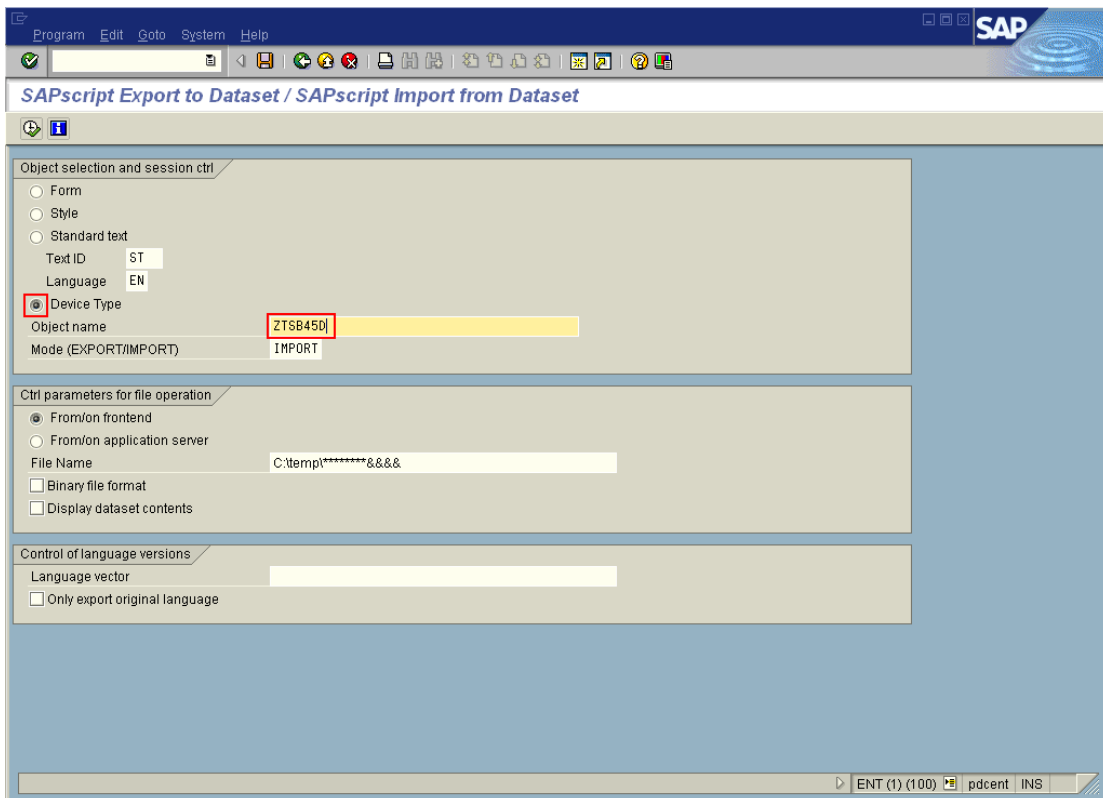 Program Edit Goto System Help
SAP
SAPscript Export to Dataset / SAPscript Import from Dataset
Object selection and session ctrl
Form
Style
Standard text
Text ID ST
Language EN
Device Type
Object name ZTSB45D
Mode (EXPORT/IMPORT) IMPORT
Ctrl parameters for file operation
From/on frontend
From/on application server
File Name C:\temp\********&&&&
Binary file format
Display dataset contents
Control of language versions
Language vector
Only export original language
ENT (1) (100) pdcent INS